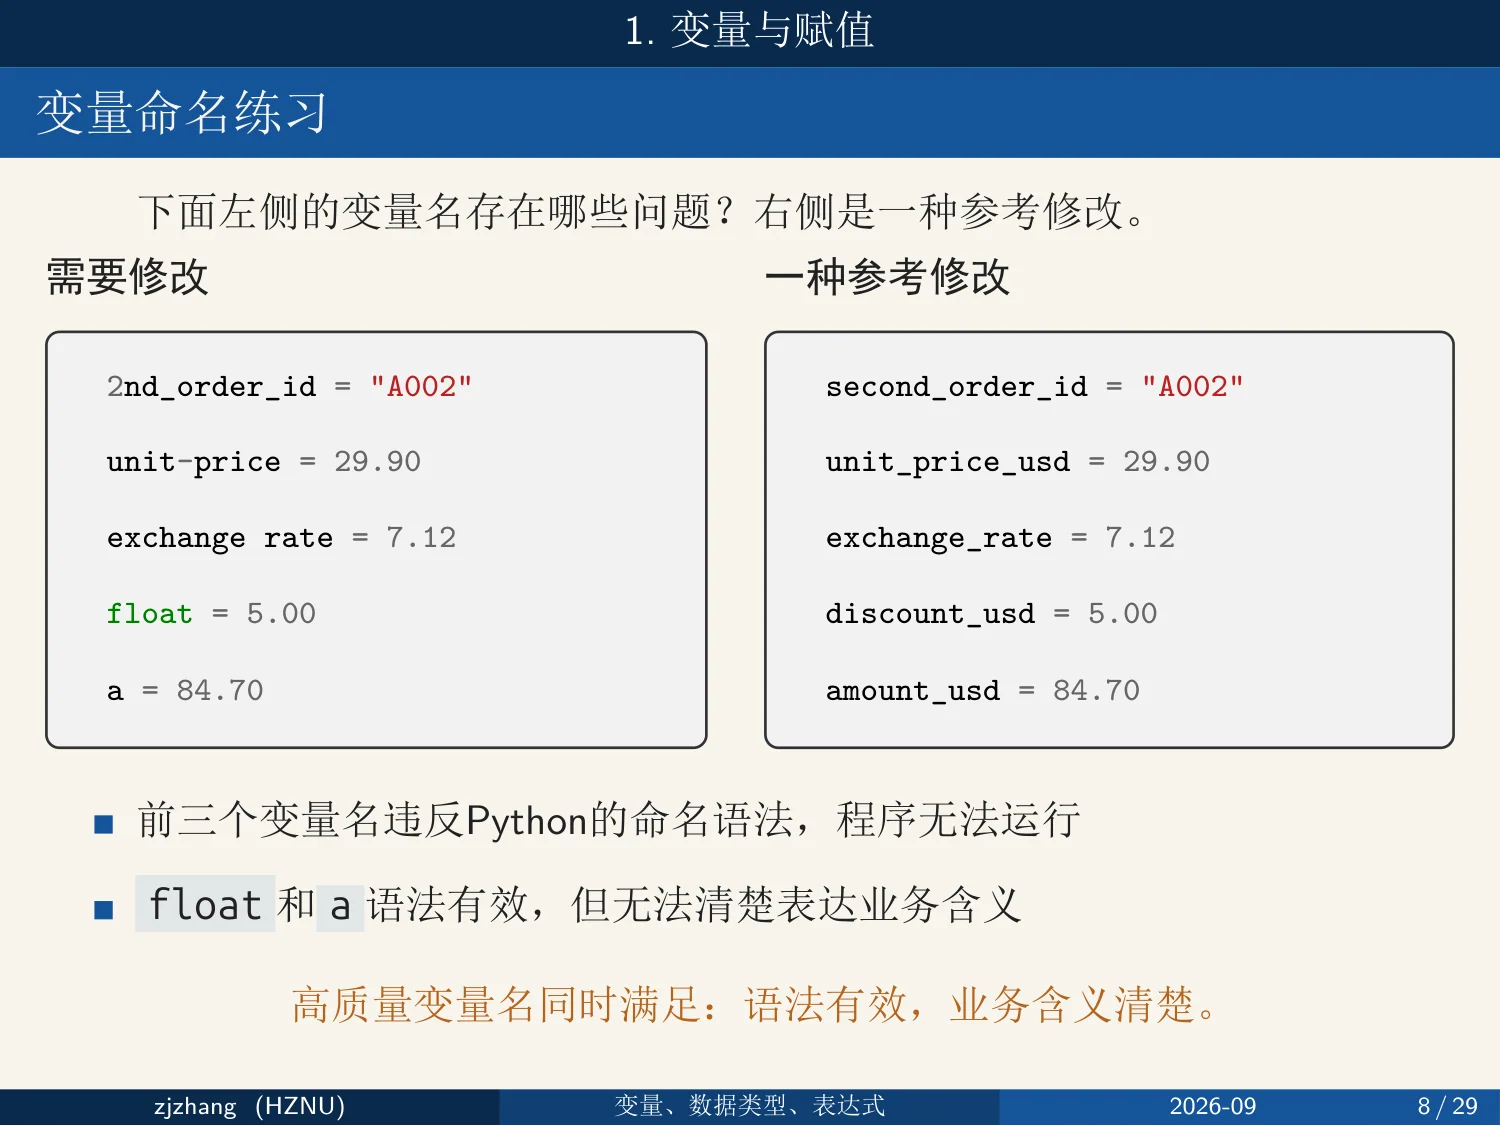 1. 变量与赋值
变量命名练习
下面左侧的变量名存在哪些问题？右侧是一种参考修改。
需要修改
2nd_order_id = "A002"
unit-price = 29.90
exchange rate = 7.12
float = 5.00
a = 84.70
一种参考修改
second_order_id = "A002"
unit_price_usd = 29.90
exchange_rate = 7.12
discount_usd = 5.00
amount_usd = 84.70
前三个变量名违反Python的命名语法，程序无法运行
float和a语法有效，但无法清楚表达业务含义
高质量变量名同时满足：语法有效，业务含义清楚。
zjzhang (HZNU)
变量、数据类型、表达式
2026-09
8 / 29